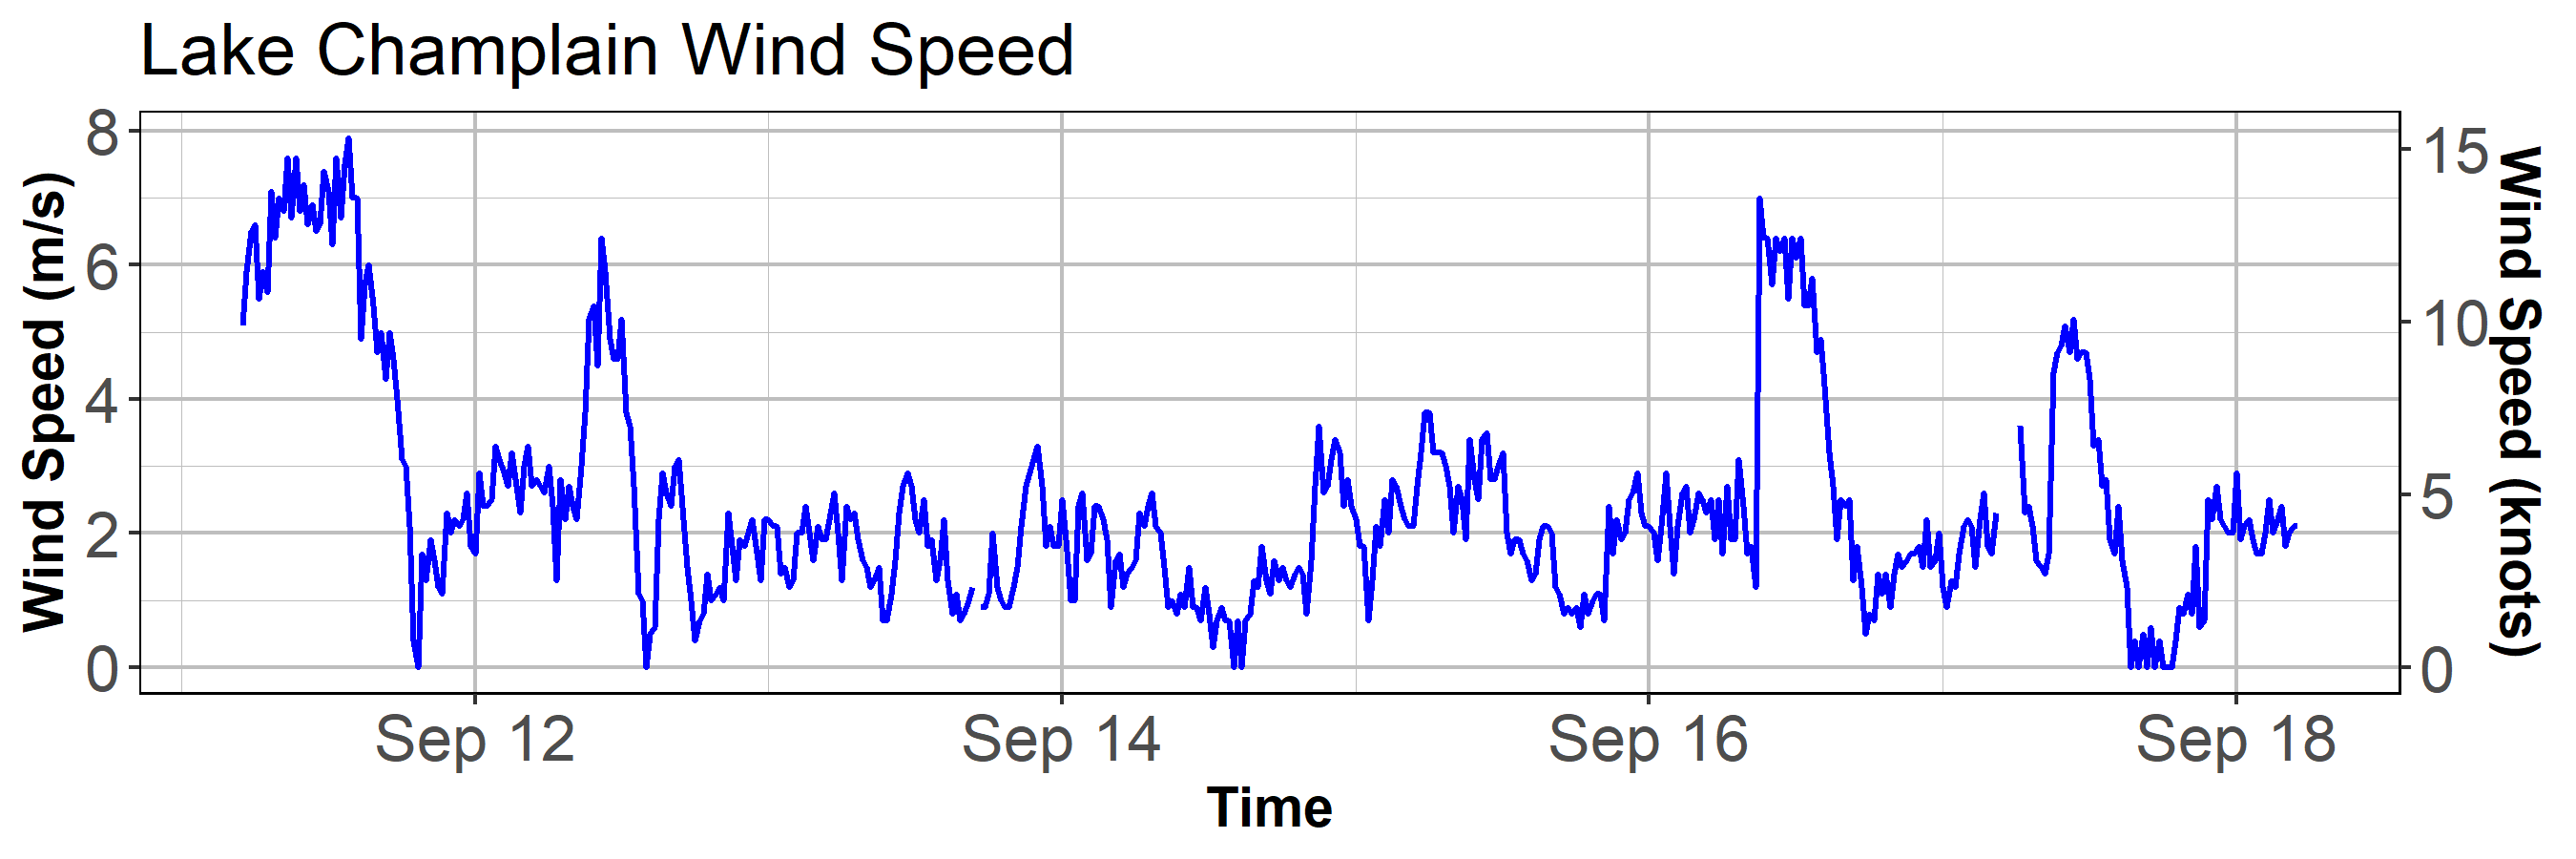 Lake Champlain Wind Speed
Wind Speed (m/s)
8
6
4
2
0
15
10
5
0
Wind Speed (knots)
Sep 12
Sep 14
Sep 16
Sep 18
Time